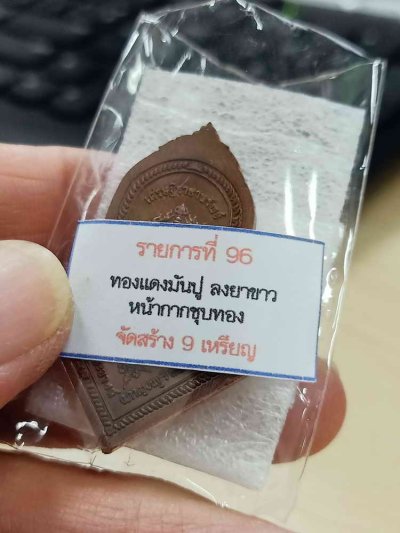 รายการที่ 96
ทองแดงมันปู ลงยาขาว
หน้ากากชุบทอง
จัดสร้าง 9 เหรียญ